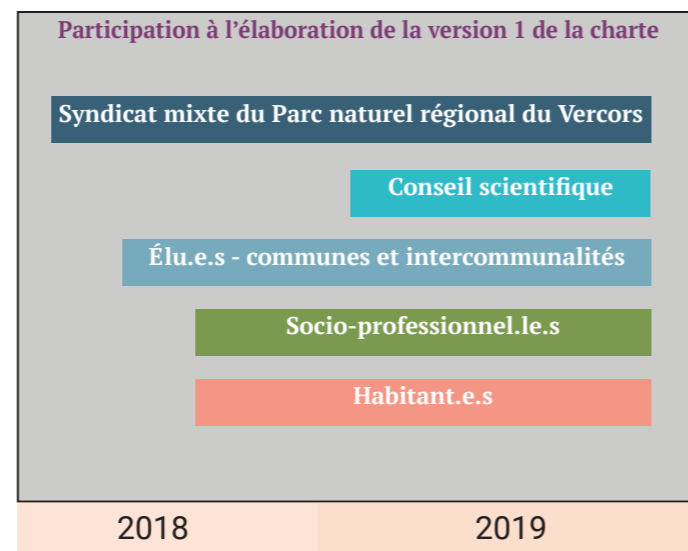 Participation à l’élaboration de la version 1 de la charte
Syndicat mixte du Parc naturel régional du Vercors
Conseil scientifique
Élu.e.s - communes et intercommunalités
Socio-professionnel.le.s
Habitant.e.s
2018
2019